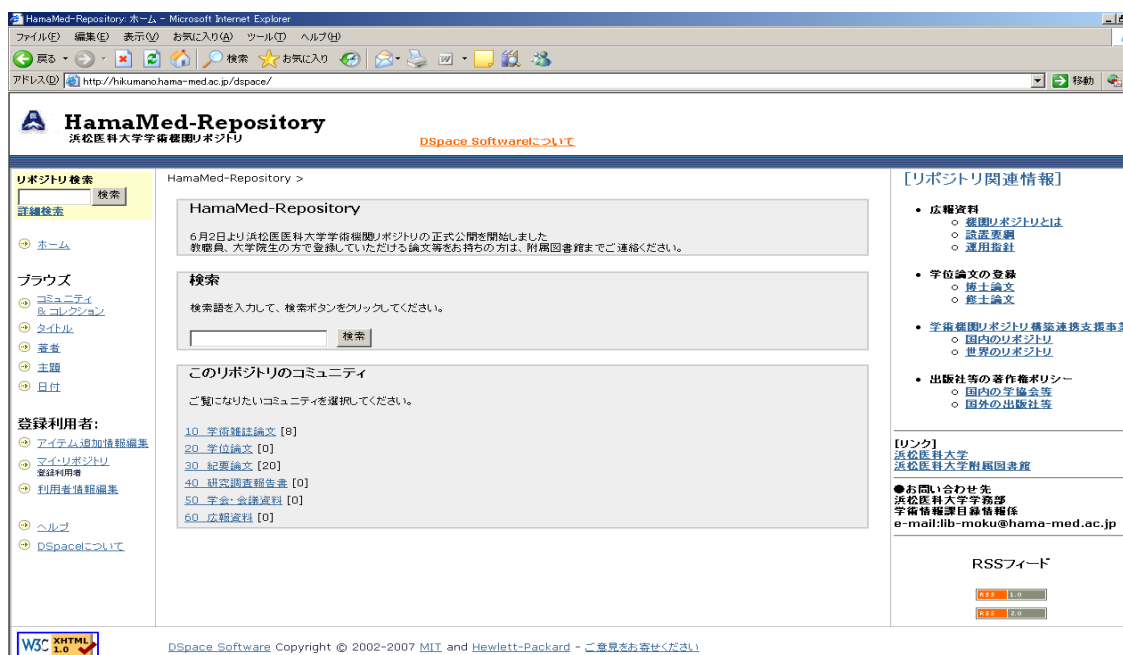 HamaMed-Repository: ホーム - Microsoft Internet Explorer
ファイル(F) 編集(E) 表示(V) お気に入り(A) ツール(T) ヘルプ(H)
戻る 検索 お気に入り
アドレス(D) http://hikumano.hama-med.ac.jp/dspace/ 移動
HamaMed-Repository
浜松医科大学学術機関リポジトリ
DSpace Softwareについて
リポジトリ検索
検索
詳細検索
ホーム
ブラウズ
コミュニティ
& コレクション
タイトル
著者
主題
日付
登録利用者:
アイテム追加情報編集
マイ・リポジトリ
登録利用者
利用者情報編集
ヘルプ
DSpaceについて
HamaMed-Repository >
HamaMed-Repository
6月2日より浜松医医科大学学術機関リポジトリの正式公開を開始しました
教職員、大学院生の方で登録していただける論文等をお持ちの方は、附属図書館までご連絡ください。
検索
検索語を入力して、検索ボタンをクリックしてください。
検索
このリポジトリのコミュニティ
ご覧になりたいコミュニティを選択してください。
10 学術雑誌論文 [8]
20 学位論文 [0]
30 紀要論文 [20]
40 研究調査報告書 [0]
50 学会・会議資料 [0]
60 広報資料 [0]
[リポジトリ関連情報]
広報資料
機関リポジトリとは
設置要綱
運用指針
学位論文の登録
博士論文
修士論文
学術機関リポジトリ構築連携支援事業
国内のリポジトリ
世界のリポジトリ
出版社等の著作権ポリシー
国内の学協会等
国外の出版社等
[リンク]
浜松医科大学
浜松医科大学附属図書館
●お問い合わせ先
浜松医科大学学務部
学術情報課目録情報係
e-mail:lib-moku@hama-med.ac.jp
RSSフィード
RSS 1.0
RSS 2.0
W3C XHTML 1.0
DSpace Software Copyright © 2002-2007 MIT and Hewlett-Packard - ご意見をお寄せください